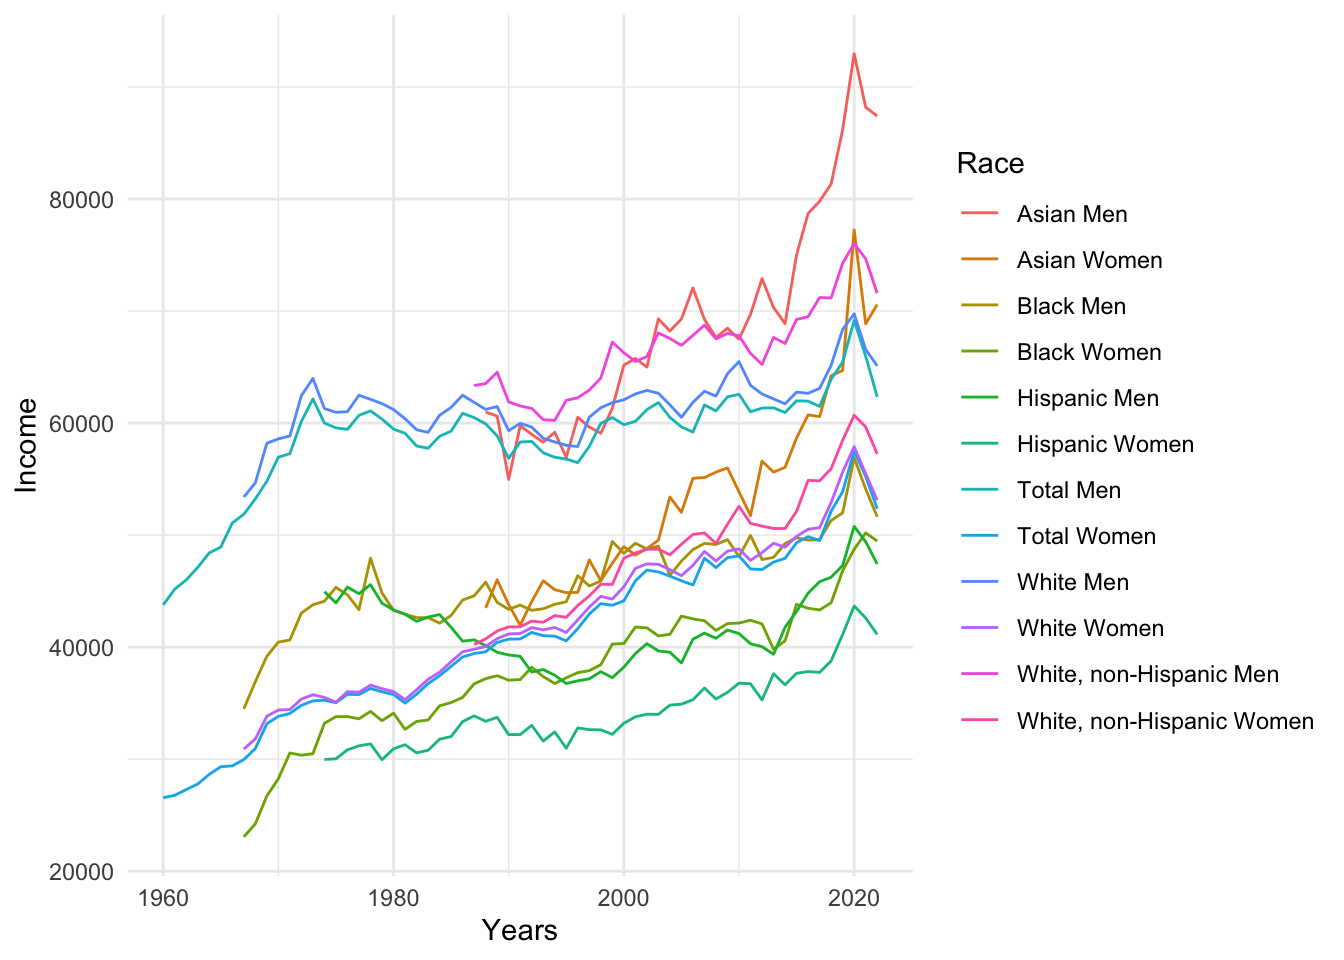 Income
80000
60000
40000
20000
1960
1980
2000
2020
Years
Race
Asian Men
Asian Women
Black Men
Black Women
Hispanic Men
Hispanic Women
Total Men
Total Women
White Men
White Women
White, non-Hispanic Men
White, non-Hispanic Women